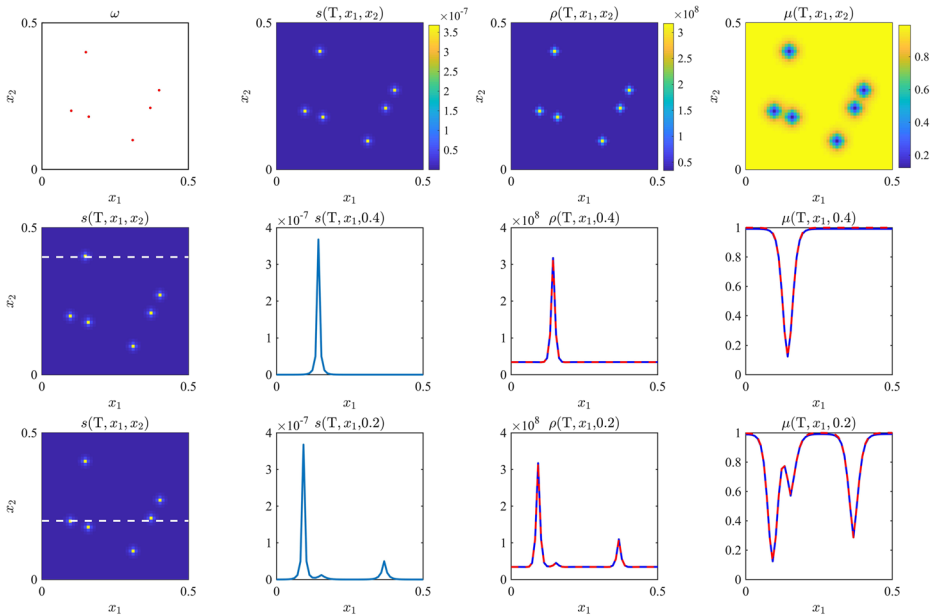 ω
s(T, x₁, x₂)
ρ(T, x₁, x₂)
μ(T, x₁, x₂)
×10⁻⁷
×10⁸
0.5
x₂
0
0
0.5
x₁
0.5
x₂
0
0
0.5
x₁
3.5
3
2.5
2
1.5
1
0.5
0.5
x₂
0
0
0.5
x₁
3
2.5
2
1.5
1
0.5
0.5
x₂
0
0
0.5
x₁
0.8
0.6
0.4
0.2
s(T, x₁, x₂)
×10⁻⁷ s(T, x₁,0.4)
×10⁸ ρ(T, x₁,0.4)
μ(T, x₁,0.4)
0.5
x₂
0
0
0.5
x₁
4
3
2
1
0
0
0.5
x₁
4
3
2
1
0
0
0.5
x₁
1
0.8
0.6
0.4
0.2
0
0
0.5
x₁
s(T, x₁, x₂)
×10⁻⁷ s(T, x₁,0.2)
×10⁸ ρ(T, x₁,0.2)
μ(T, x₁,0.2)
0.5
x₂
0
0
0.5
x₁
4
3
2
1
0
0
0.5
x₁
4
3
2
1
0
0
0.5
x₁
1
0.8
0.6
0.4
0.2
0
0
0.5
x₁